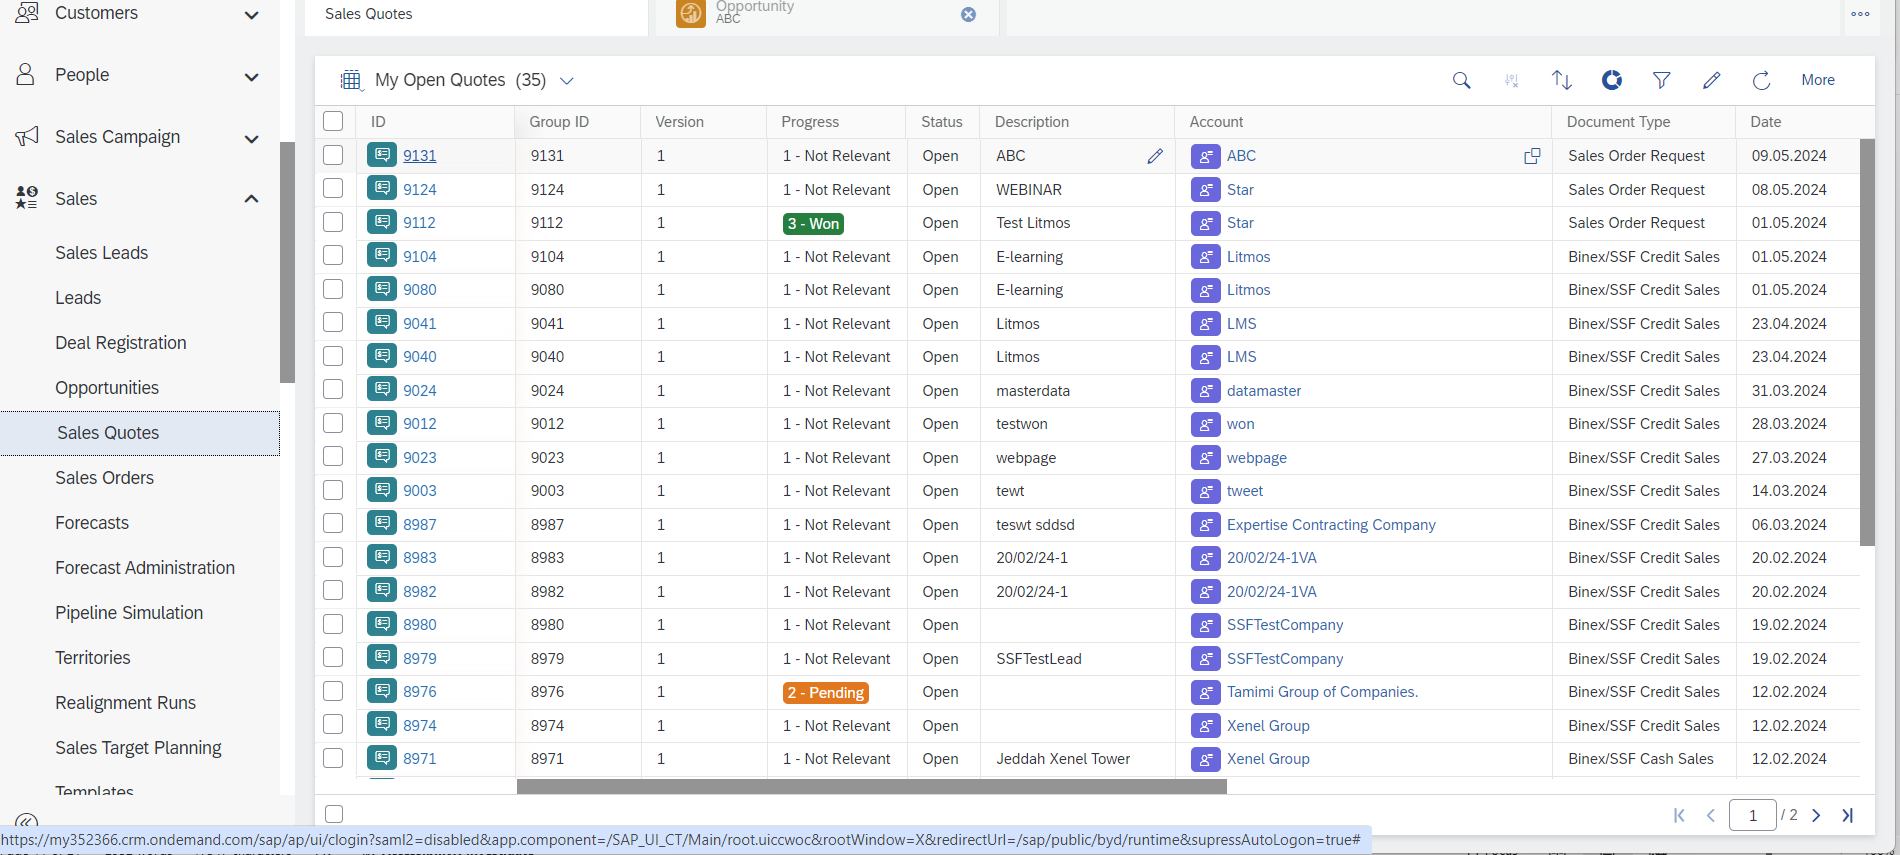 Customers
People
Sales Campaign
Sales
Sales Leads
Leads
Deal Registration
Opportunities
Sales Quotes
Sales Orders
Forecasts
Forecast Administration
Pipeline Simulation
Territories
Realignment Runs
Sales Target Planning
Templates
Sales Quotes
Opportunity
ABC
My Open Quotes (35)
More
ID Group ID Version Progress Status Description Account Document Type Date
9131 9131 1 1 - Not Relevant Open ABC ABC Sales Order Request 09.05.2024
9124 9124 1 1 - Not Relevant Open WEBINAR Star Sales Order Request 08.05.2024
9112 9112 1 3 - Won Open Test Litmos Star Sales Order Request 01.05.2024
9104 9104 1 1 - Not Relevant Open E-learning Litmos Binex/SSF Credit Sales 01.05.2024
9080 9080 1 1 - Not Relevant Open E-learning Litmos Binex/SSF Credit Sales 01.05.2024
9041 9041 1 1 - Not Relevant Open Litmos LMS Binex/SSF Credit Sales 23.04.2024
9040 9040 1 1 - Not Relevant Open Litmos LMS Binex/SSF Credit Sales 23.04.2024
9024 9024 1 1 - Not Relevant Open masterdata datamaster Binex/SSF Credit Sales 31.03.2024
9012 9012 1 1 - Not Relevant Open testwon won Binex/SSF Credit Sales 28.03.2024
9023 9023 1 1 - Not Relevant Open webpage webpage Binex/SSF Credit Sales 27.03.2024
9003 9003 1 1 - Not Relevant Open tewt tweet Binex/SSF Credit Sales 14.03.2024
8987 8987 1 1 - Not Relevant Open teswt sddsd Expertise Contracting Company Binex/SSF Credit Sales 06.03.2024
8983 8983 1 1 - Not Relevant Open 20/02/24-1 20/02/24-1VA Binex/SSF Credit Sales 20.02.2024
8982 8982 1 1 - Not Relevant Open 20/02/24-1 20/02/24-1VA Binex/SSF Credit Sales 20.02.2024
8980 8980 1 1 - Not Relevant Open SSFTestCompany Binex/SSF Credit Sales 19.02.2024
8979 8979 1 1 - Not Relevant Open SSFTestLead SSFTestCompany Binex/SSF Credit Sales 19.02.2024
8976 8976 1 2 - Pending Open Tamimi Group of Companies. Binex/SSF Credit Sales 12.02.2024
8974 8974 1 1 - Not Relevant Open Xenel Group Binex/SSF Credit Sales 12.02.2024
8971 8971 1 1 - Not Relevant Open Jeddah Xenel Tower Xenel Group Binex/SSF Cash Sales 12.02.2024
1 / 2
https://my352366.crm.ondemand.com/sap/ap/ui/clogin?saml2=disabled&app.component=/SAP_UI_CT/Main/root.uiccwoc&rootWindow=X&redirectUrl=/sap/public/byd/runtime&supressAutoLogon=true#